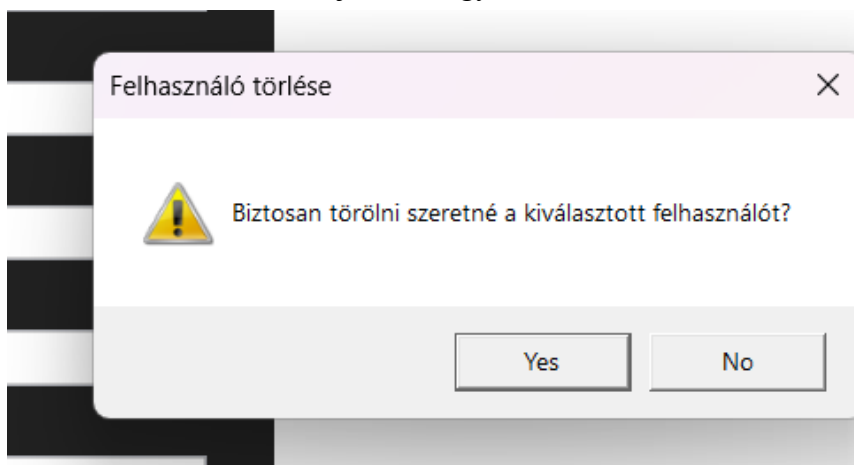 Felhasználó törlése
Biztosan törölni szeretné a kiválasztott felhasználót?
Yes
No